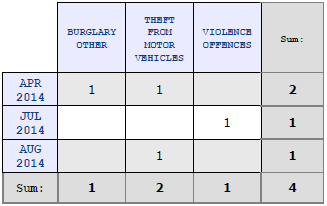 BURGLARY OTHER THEFT FROM MOTOR VEHICLES VIOLENCE OFFENCES Sum:
APR 2014 1 1 2
JUL 2014 1 1
AUG 2014 1 1
Sum: 1 2 1 4